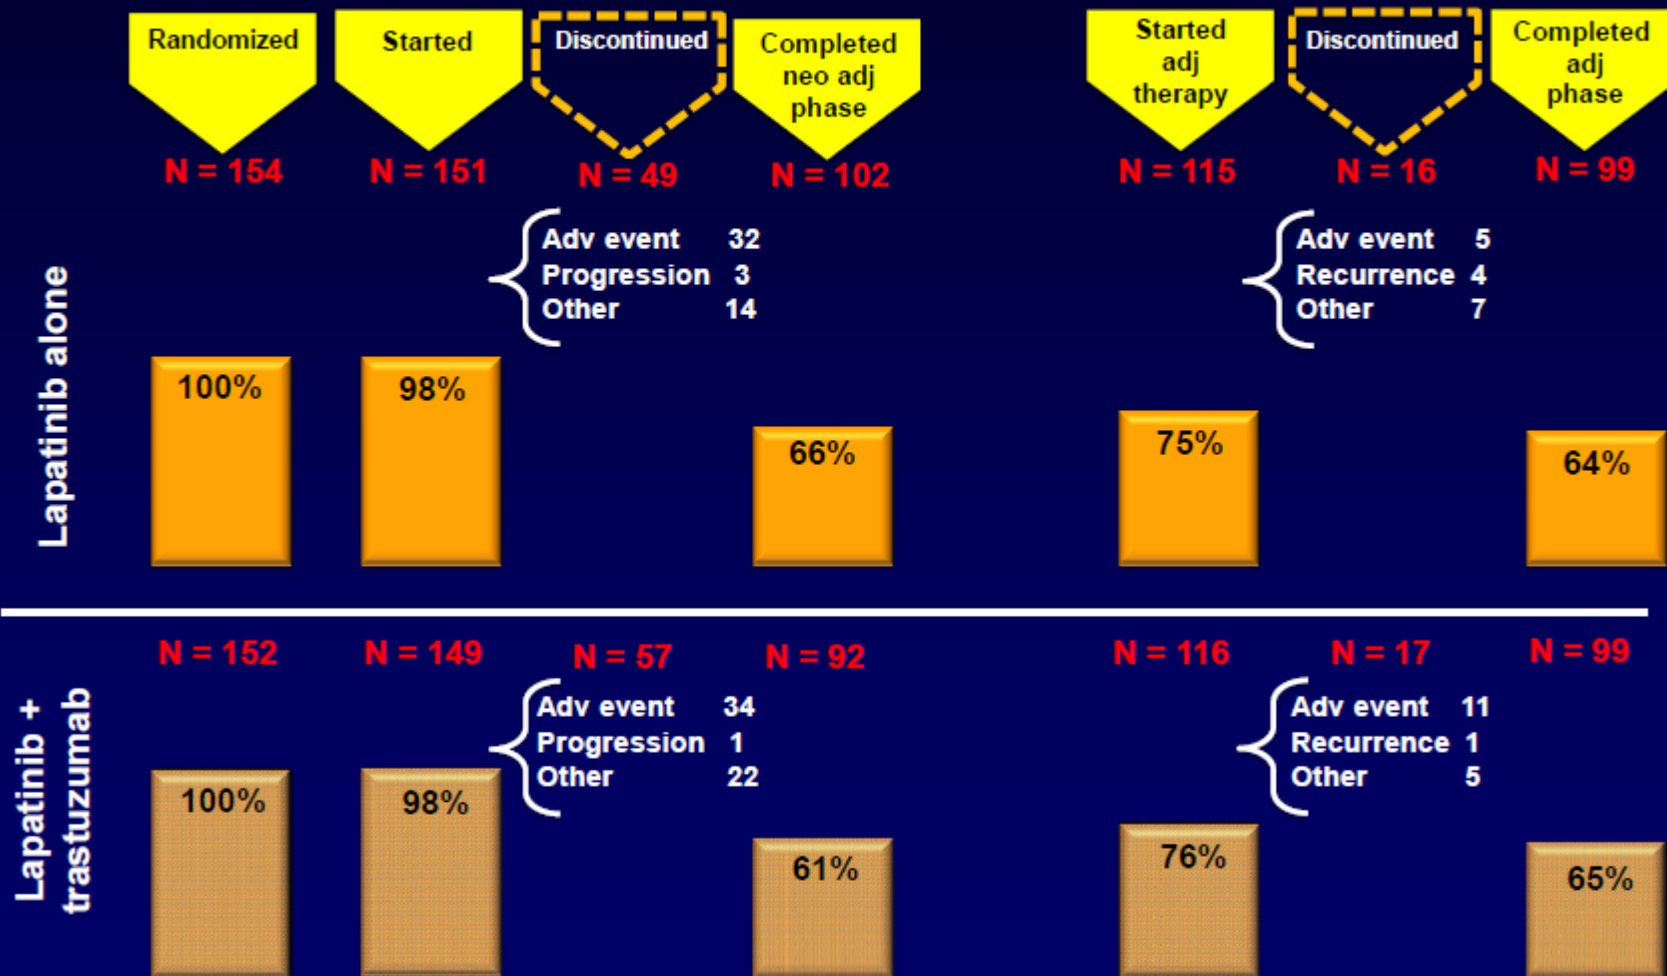 Randomized
Started
Discontinued
Completed
neo adj
phase
Started
adj
therapy
Discontinued
Completed
adj
phase
N = 154
N = 151
N = 49
N = 102
N = 115
N = 16
N = 99
Lapatinib alone
Adv event 32
Progression 3
Other 14
Adv event 5
Recurrence 4
Other 7
100%
98%
66%
75%
64%
N = 152
N = 149
N = 57
N = 92
N = 116
N = 17
N = 99
Lapatinib +
trastuzumab
Adv event 34
Progression 1
Other 22
Adv event 11
Recurrence 1
Other 5
100%
98%
61%
76%
65%